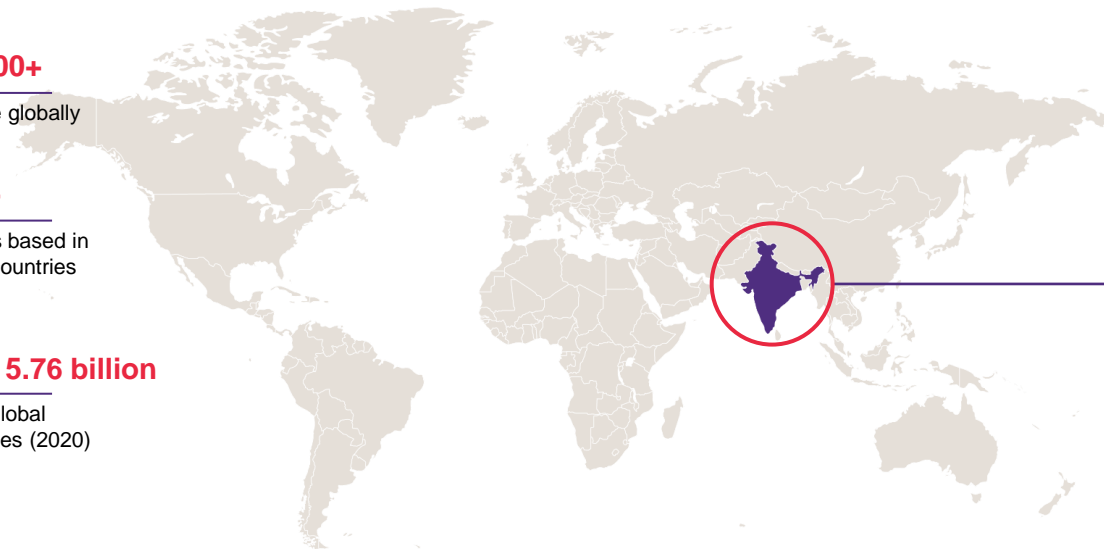 00+
globally
based in
ountries
5.76 billion
lobal
es (2020)